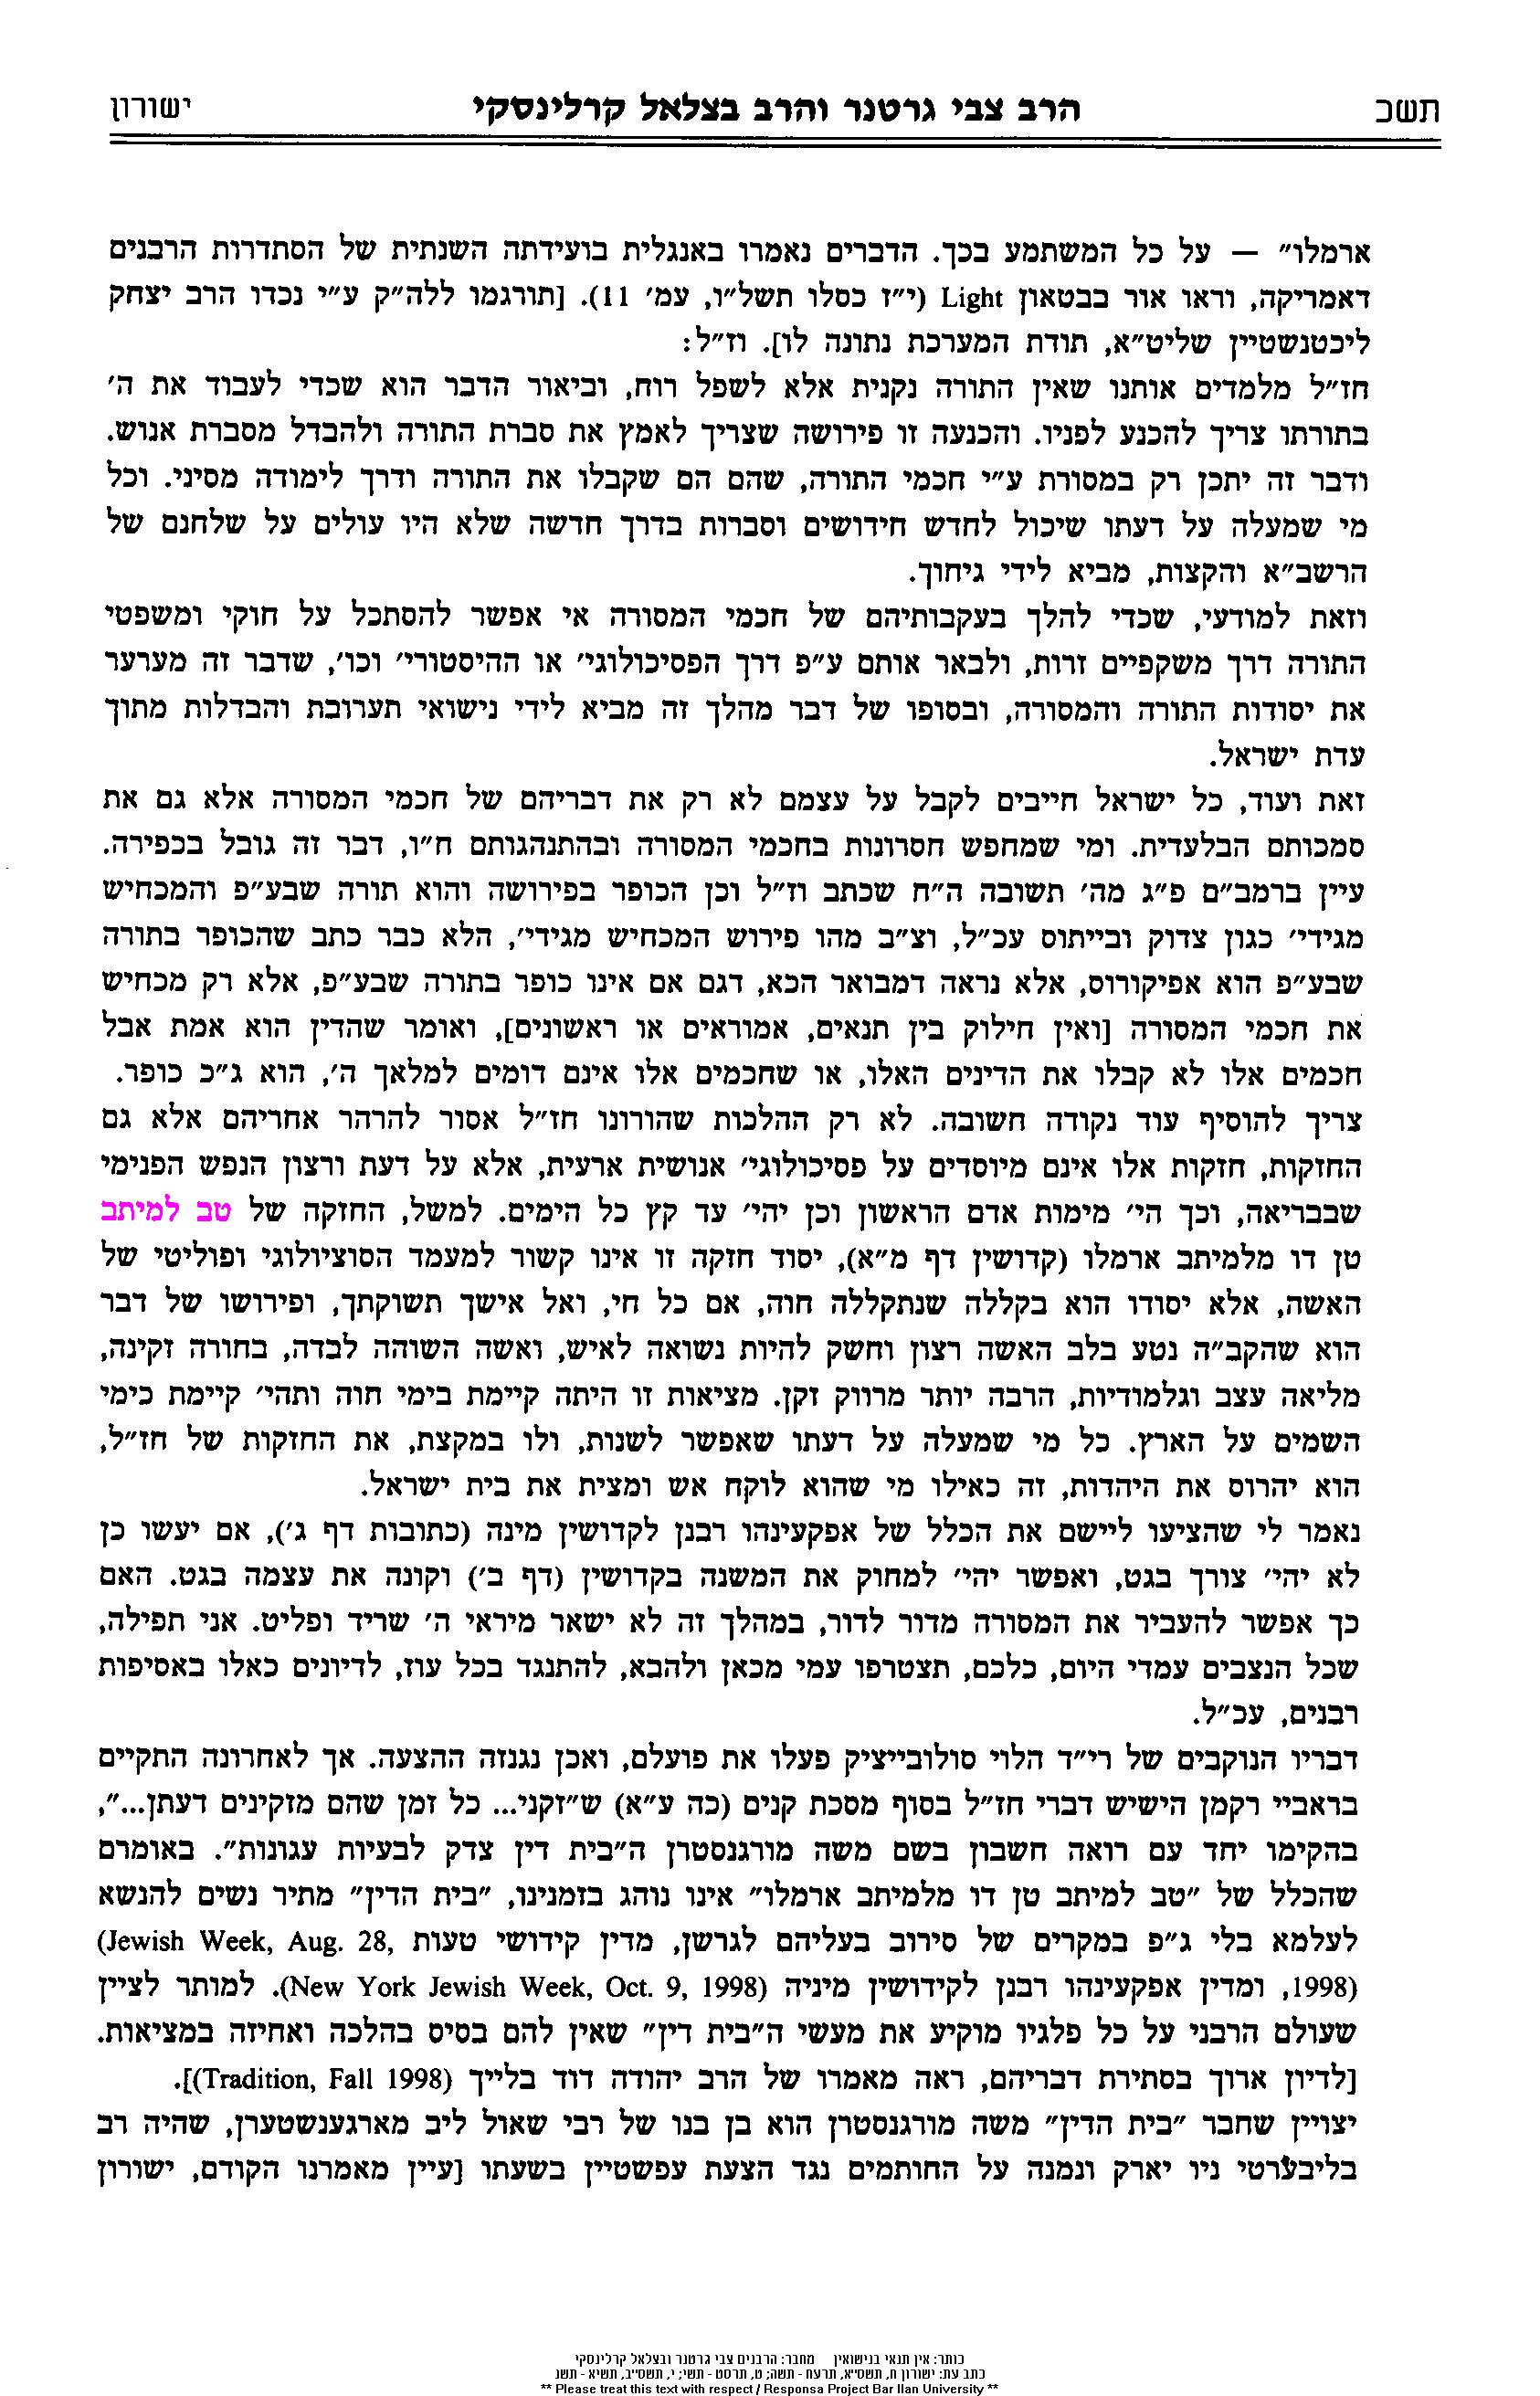 תשכ הרב צבי גרטנר והרב בצלאל קרלינסקי ישורון
ארמלו״ — על כל המשתמע בכך. הדברים נאמרו באנגלית בועידתה השנתית של הסתדרות הרבנים
דאמריקה, וראו אור בבטאון Light (י״ז כסלו תשל״ו, עמ׳ 11). [תורגמו ללה״ק ע״י נכדו הרב יצחק
ליכטנשטיין שליט״א, תודת המערכת נתונה לו]. וז״ל:
חז״ל מלמדים אותנו שאין התורה נקנית אלא לשפל רוח, וביאור הדבר הוא שכדי לעבוד את ה׳
בתורתו צריך להכנע לפניו. והכנעה זו פירושה שצריך לאמץ את סברת התורה ולהבדל מסברת אנוש.
ודבר זה יתכן רק במסורת ע״י חכמי התורה, שהם הם שקבלו את התורה ודרך לימודה מסיני. וכל
מי שמעלה על דעתו שיכול לחדש חידושים וסברות בדרך חדשה שלא היו עולים על שלחנם של
הרשב״א והקצות, מביא לידי גיחוך.
וזאת למודעי, שכדי להלך בעקבותיהם של חכמי המסורה אי אפשר להסתכל על חוקי ומשפטי
התורה דרך משקפיים זרות, ולבאר אותם ע״פ דרך הפסיכולוגי׳ או ההיסטורי׳ וכו׳, שדבר זה מערער
את יסודות התורה והמסורה, ובסופו של דבר מהלך זה מביא לידי נישואי תערובת והבדלות מתוך
עדת ישראל.
זאת ועוד, כל ישראל חייבים לקבל על עצמם לא רק את דבריהם של חכמי המסורה אלא גם את
סמכותם הבלעדית. ומי שמחפש חסרונות בחכמי המסורה ובהתנהגותם ח״ו, דבר זה גובל בכפירה.
עיין ברמב״ם פ״ג מה׳ תשובה ה״ח שכתב וז״ל וכן הכופר בפירושה והוא תורה שבע״פ והמכחיש
מגידי׳ כגון צדוק ובייתוס עכ״ל, וצ״ב מהו פירוש המכחיש מגידי׳, הלא כבר כתב שהכופר בתורה
שבע״פ הוא אפיקורוס, אלא נראה דמבואר הכא, דגם אם אינו כופר בתורה שבע״פ, אלא רק מכחיש
את חכמי המסורה [ואין חילוק בין תנאים, אמוראים או ראשונים], ואומר שהדין הוא אמת אבל
חכמים אלו לא קבלו את הדינים האלו, או שחכמים אלו אינם דומים למלאך ה׳, הוא ג״כ כופר.
צריך להוסיף עוד נקודה חשובה. לא רק ההלכות שהורונו חז״ל אסור להרהר אחריהם אלא גם
החזקות, חזקות אלו אינם מיוסדים על פסיכולוגי׳ אנושית ארעית, אלא על דעת ורצון הנפש הפנימי
שבבריאה, וכך הי׳ מימות אדם הראשון וכן יהי׳ עד קץ כל הימים. למשל, החזקה של טב למיתב
טן דו מלמיתב ארמלו (קדושין דף מ״א), יסוד חזקה זו אינו קשור למעמד הסוציולוגי ופוליטי של
האשה, אלא יסודו הוא בקללה שנתקללה חוה, אם כל חי, ואל אישך תשוקתך, ופירושו של דבר
הוא שהקב״ה נטע בלב האשה רצון וחשק להיות נשואה לאיש, ואשה השוהה לבדה, בחורה זקינה,
מליאה עצב וגלמודיות, הרבה יותר מרווק זקן. מציאות זו היתה קיימת בימי חוה ותהי׳ קיימת כימי
השמים על הארץ. כל מי שמעלה על דעתו שאפשר לשנות, ולו במקצת, את החזקות של חז״ל,
הוא יהרוס את היהדות, זה כאילו מי שהוא לוקח אש ומצית את בית ישראל.
נאמר לי שהציעו ליישם את הכלל של אפקעינהו רבנן לקדושין מינה (כתובות דף ג׳), אם יעשו כן
לא יהי׳ צורך בגט, ואפשר יהי׳ למחוק את המשנה בקדושין (דף ב׳) וקונה את עצמה בגט. האם
כך אפשר להעביר את המסורה מדור לדור, במהלך זה לא ישאר מיראי ה׳ שריד ופליט. אני תפילה,
שכל הנצבים עמדי היום, כלכם, תצטרפו עמי מכאן ולהבא, להתנגד בכל עוז, לדיונים כאלו באסיפות
רבנים, עכ״ל.
דבריו הנוקבים של רי״ד הלוי סולובייציק פעלו את פועלם, ואכן נגנזה ההצעה. אך לאחרונה התקיים
בראביי רקמן הישיש דברי חז״ל בסוף מסכת קנים (כה ע״א) ש״זקני... כל זמן שהם מזקינים דעתן...״,
בהקימו יחד עם רואה חשבון בשם משה מורגנסטרן ה״בית דין צדק לבעיות עגונות״. באומרם
שהכלל של ״טב למיתב טן דו מלמיתב ארמלו״ אינו נוהג בזמנינו, ״בית הדין״ מתיר נשים להנשא
לעלמא בלי ג״פ במקרים של סירוב בעליהם לגרשן, מדין קידושי טעות (Jewish Week, Aug. 28,
1998), ומדין אפקעינהו רבנן לקידושין מיניה (New York Jewish Week, Oct. 9, 1998). למותר לציין
שעולם הרבני על כל פלגיו מוקיע את מעשי ה״בית דין״ שאין להם בסיס בהלכה ואחיזה במציאות.
[לדיון ארוך בסתירת דבריהם, ראה מאמרו של הרב יהודה דוד בלייך (Tradition, Fall 1998)].
יצויין שחבר ״בית הדין״ משה מורגנסטרן הוא בן בנו של רבי שאול ליב מארגענשטערן, שהיה רב
בליבערטי ניו יארק ונמנה על החותמים נגד הצעת עפשטיין בשעתו [עיין מאמרנו הקודם, ישורון
כותר: אין תנאי בנישואין מחבר: הרבנים צבי גרטנר ובצלאל קרלינסקי
כתב עת: ישורון ח, תשס״א, תרעח - תשה; ט, תרסט - תשי; י, תשס״ב, תשיא - תשנ
** Please treat this text with respect / Responsa Project Bar Ilan University **